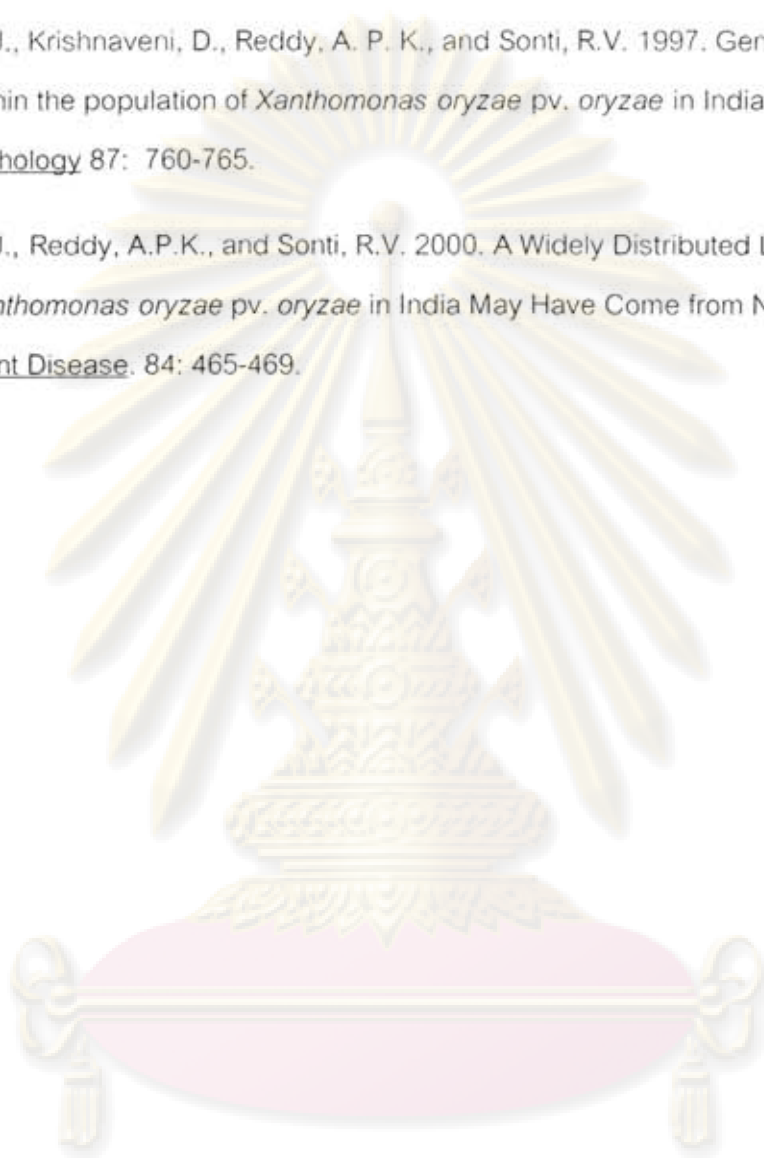 J., Krishnaveni, D., Reddy, A. P. K., and Sonti, R.V. 1997. Gen
hin the population of Xanthomonas oryzae pv. oryzae in India
hology 87: 760-765.
J., Reddy, A.P.K., and Sonti, R.V. 2000. A Widely Distributed L
nthomonas oryzae pv. oryzae in India May Have Come from N
nt Disease. 84: 465-469.